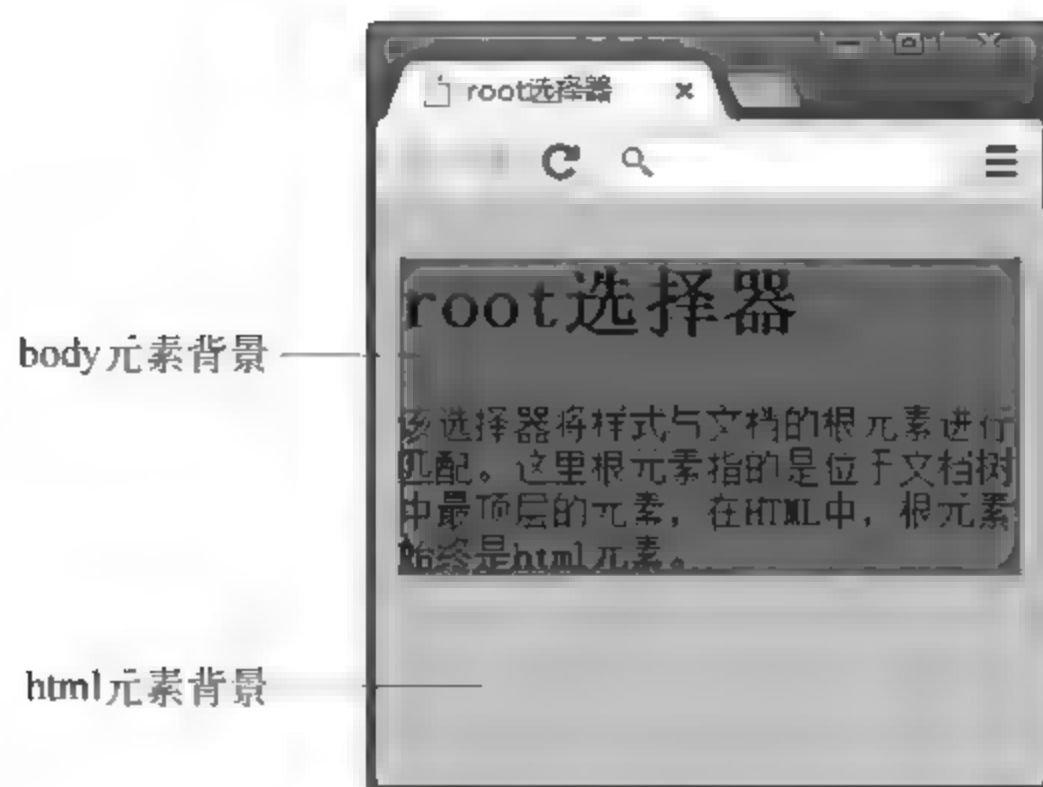 root选择器
root选择器
body元素背景
该选择器将样式与文档的根元素进行
匹配。这里根元素指的是位于文档树
中最顶层的元素，在HTML中，根元素
始终是html元素。
html元素背景